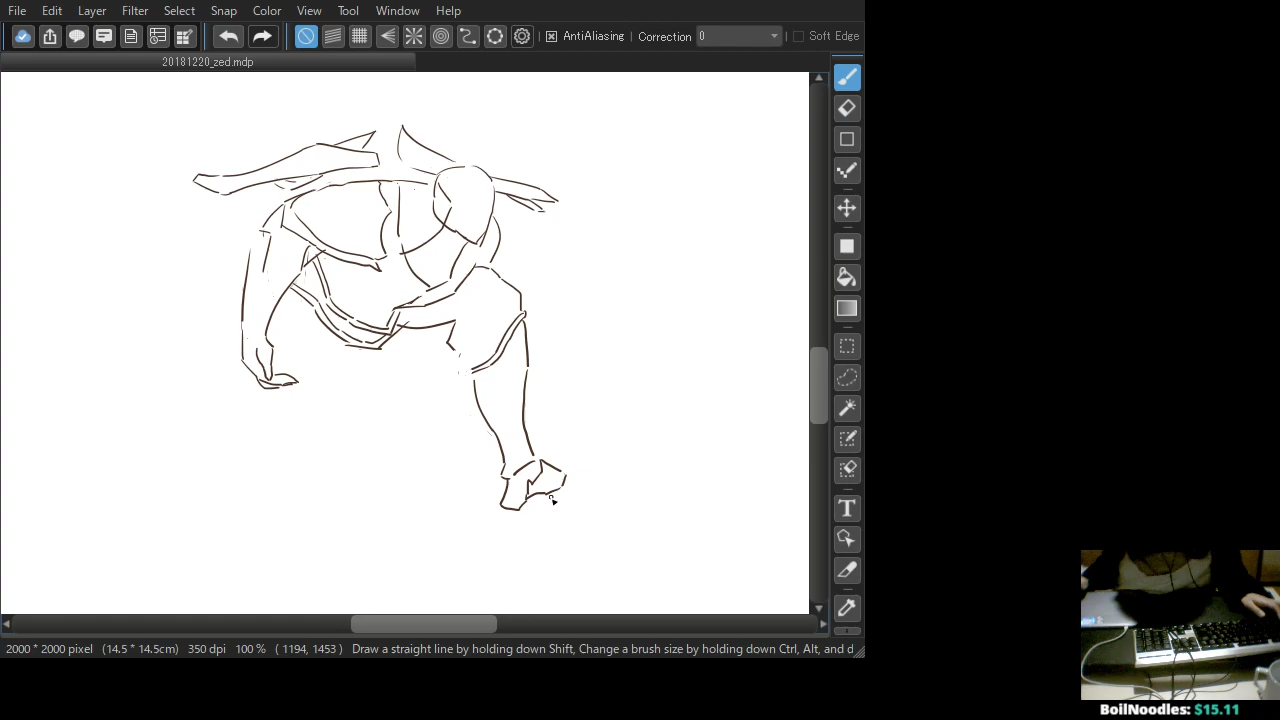 File Edit Layer Filter Select Snap Color View Tool Window Help
AntiAliasing Correction 0 Soft Edge
20181220_zed.mdp
T
2000 * 2000 pixel (14.5 * 14.5cm) 350 dpi 100 % ( 1194, 1453 ) Draw a straight line by holding down Shift, Change a brush size by holding down Ctrl, Alt, and d
BoilNoodles: $15.11